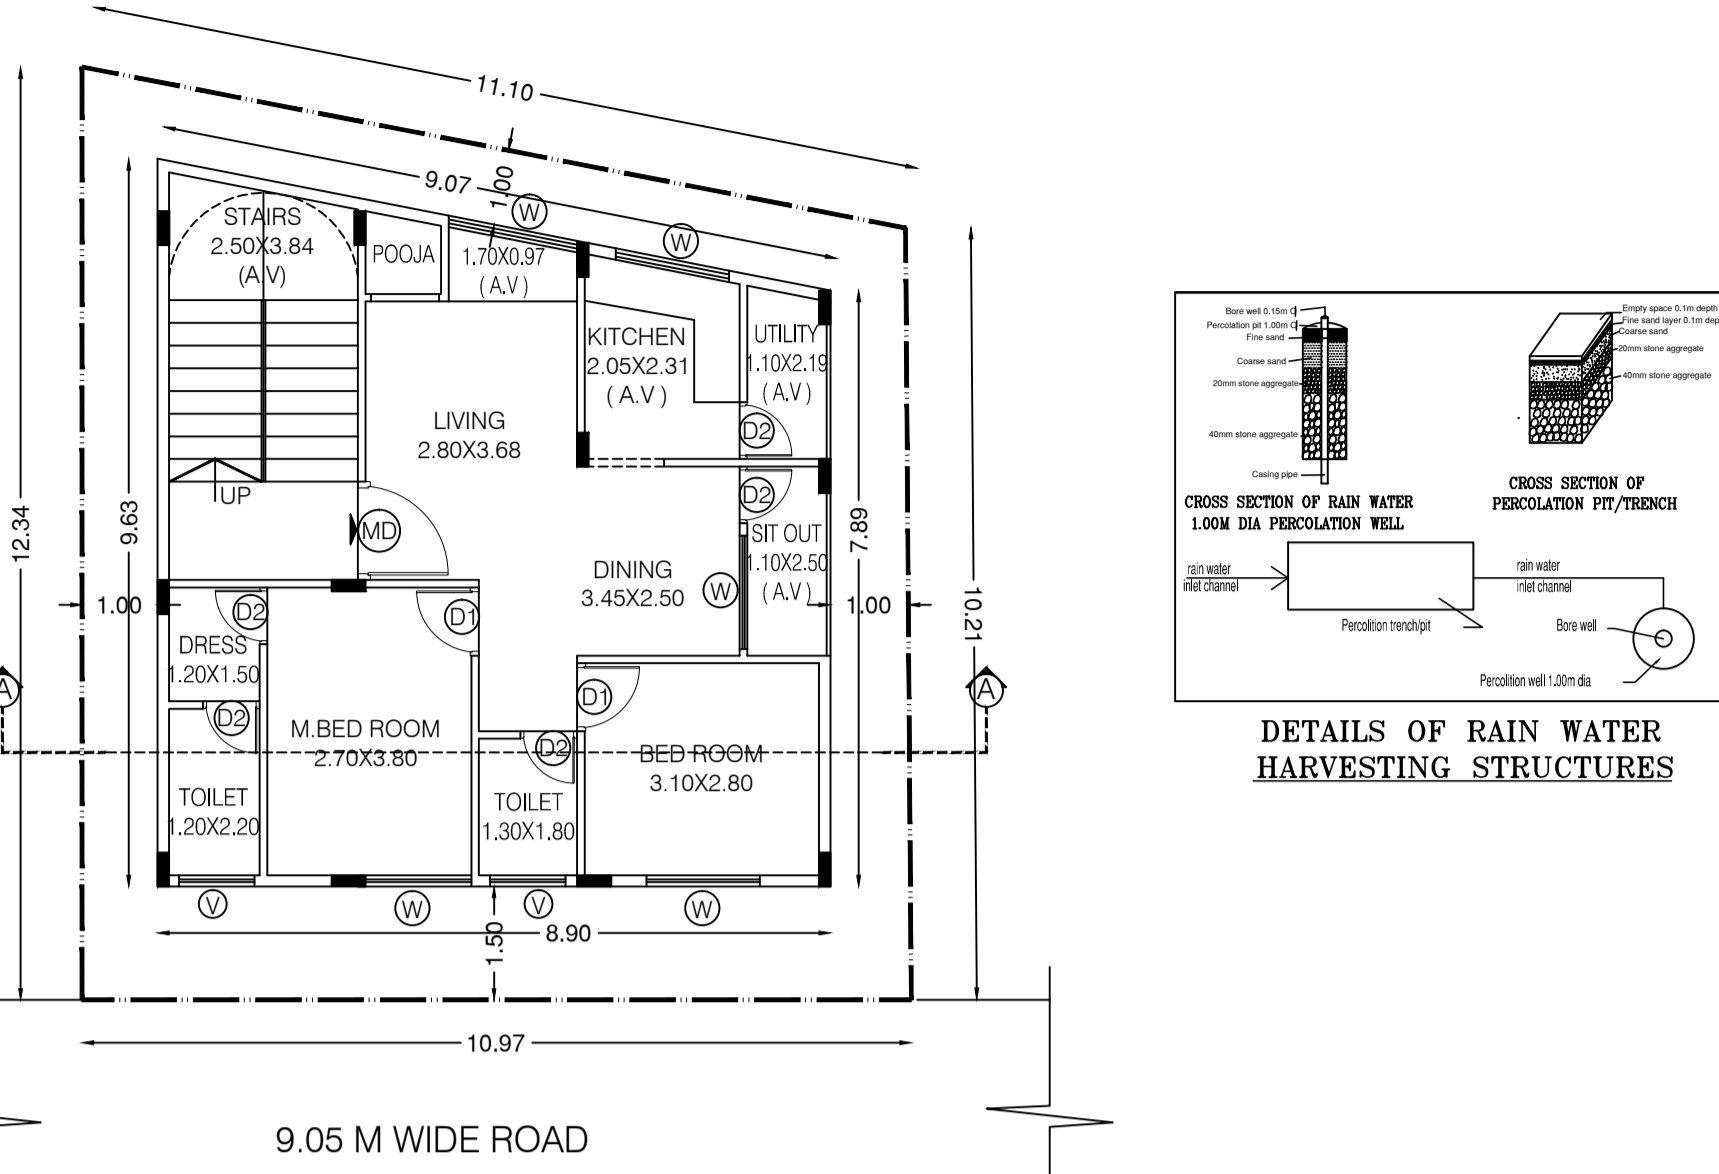 11.10
9.07
1.00
W
W
STAIRS
2.50X3.84
(A.V)
POOJA
1.70X0.97
( A.V )
KITCHEN
2.05X2.31
( A.V )
UTILITY
1.10X2.19
( A.V )
LIVING
2.80X3.68
D2
UP
D2
MD
SIT OUT
1.10X2.50
( A.V )
DINING
3.45X2.50
W
12.34
9.63
7.89
10.21
1.00
1.00
D2
D1
DRESS
1.20X1.50
A
D1
A
D2
M.BED ROOM
2.70X3.80
D2
BED ROOM
3.10X2.80
TOILET
1.20X2.20
TOILET
1.30X1.80
V
W
V
W
1.50
8.90
10.97
9.05 M WIDE ROAD
Bore well 0.15m
Percolation pit 1.00m
Fine sand
Coarse sand
20mm stone aggregate
40mm stone aggregate
Casing pipe
CROSS SECTION OF RAIN WATER
1.00M DIA PERCOLATION WELL
Empty space 0.1m depth
Fine sand layer 0.1m dep
Coarse sand
20mm stone aggregate
40mm stone aggregate
CROSS SECTION OF
PERCOLATION PIT/TRENCH
rain water
inlet channel
Percolition trench/pit
rain water
inlet channel
Bore well
Percolition well 1.00m dia
DETAILS OF RAIN WATER
HARVESTING STRUCTURES